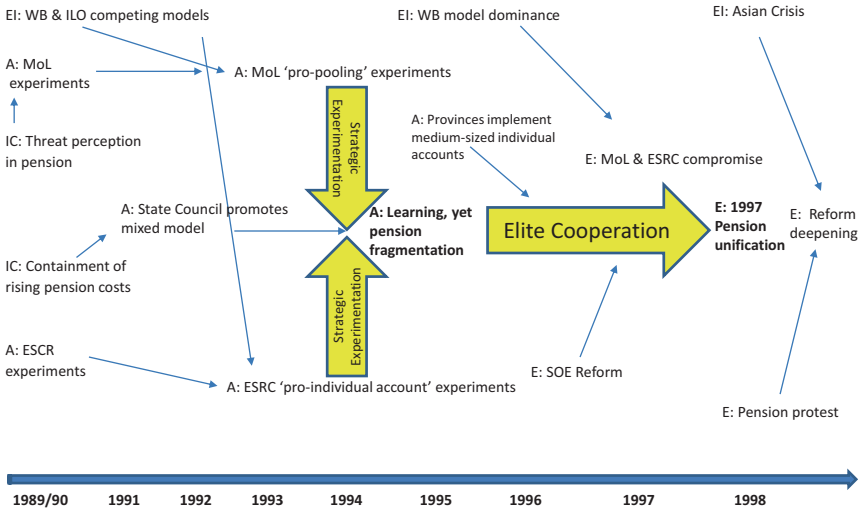 EI: WB & ILO competing models
EI: WB model dominance
EI: Asian Crisis
A: MoL
experiments
A: MoL 'pro-pooling' experiments
IC: Threat perception
in pension
Strategic
Experimentation
A: Provinces implement
medium-sized individual
accounts
E: MoL & ESRC compromise
A: State Council promotes
mixed model
A: Learning, yet
pension
fragmentation
Elite Cooperation
E: 1997
Pension
unification
E: Reform
deepening
IC: Containment of
rising pension costs
Strategic
Experimentation
A: ESCR
experiments
A: ESRC 'pro-individual account' experiments
E: SOE Reform
E: Pension protest
1989/90 1991 1992 1993 1994 1995 1996 1997 1998